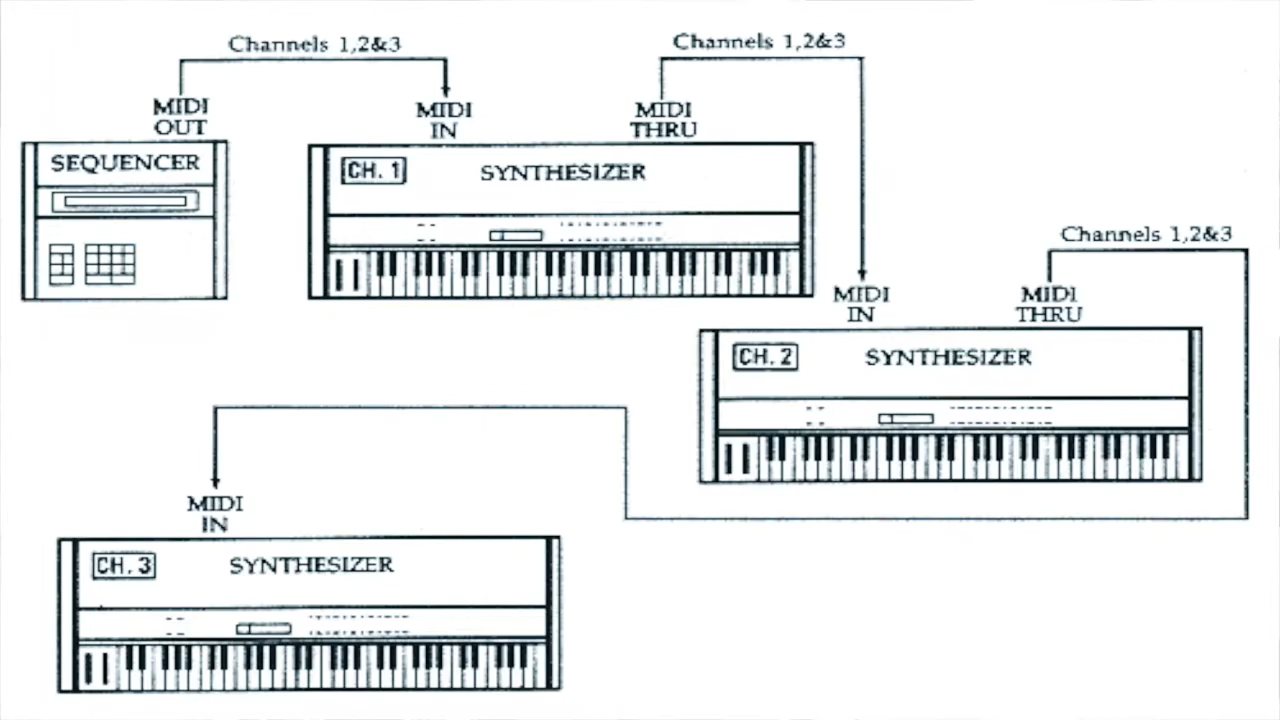 Channels 1,2&3
Channels 1,2&3
MIDI
OUT
MIDI
IN
MIDI
THRU
SEQUENCER
CH. 1
SYNTHESIZER
Channels 1,2&3
MIDI
IN
MIDI
THRU
CH. 2
SYNTHESIZER
MIDI
IN
CH. 3
SYNTHESIZER